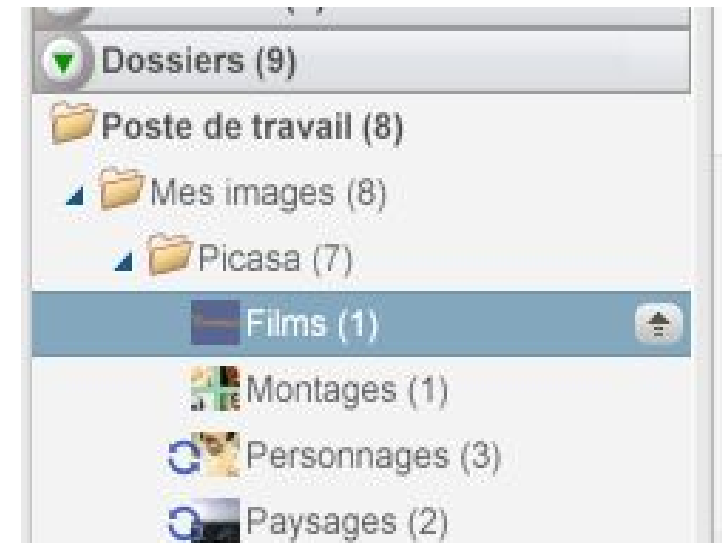 Dossiers (9)
Poste de travail (8)
Mes images (8)
Picasa (7)
Films (1)
Montages (1)
Personnages (3)
Paysages (2)